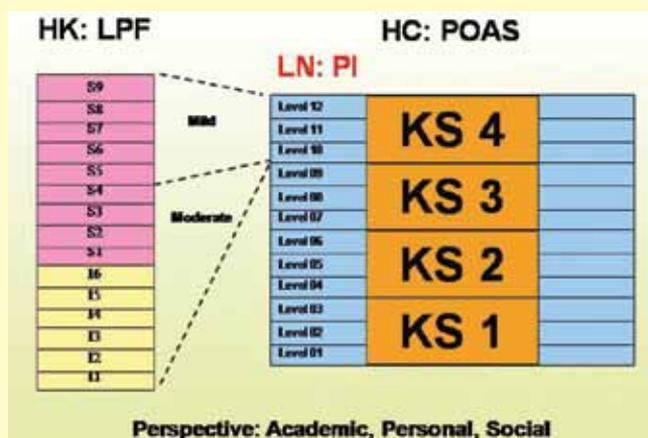 HK: LPF
HC: POAS
LN: PI
S9
S8
S7
S6
S5
S4
S3
S2
S1
I6
I5
I4
I3
I2
I1
Mild
Moderate
Level 12
Level 11
Level 10
Level 09
Level 08
Level 07
Level 06
Level 05
Level 04
Level 03
Level 02
Level 01
KS 4
KS 3
KS 2
KS 1
Perspective: Academic, Personal, Social